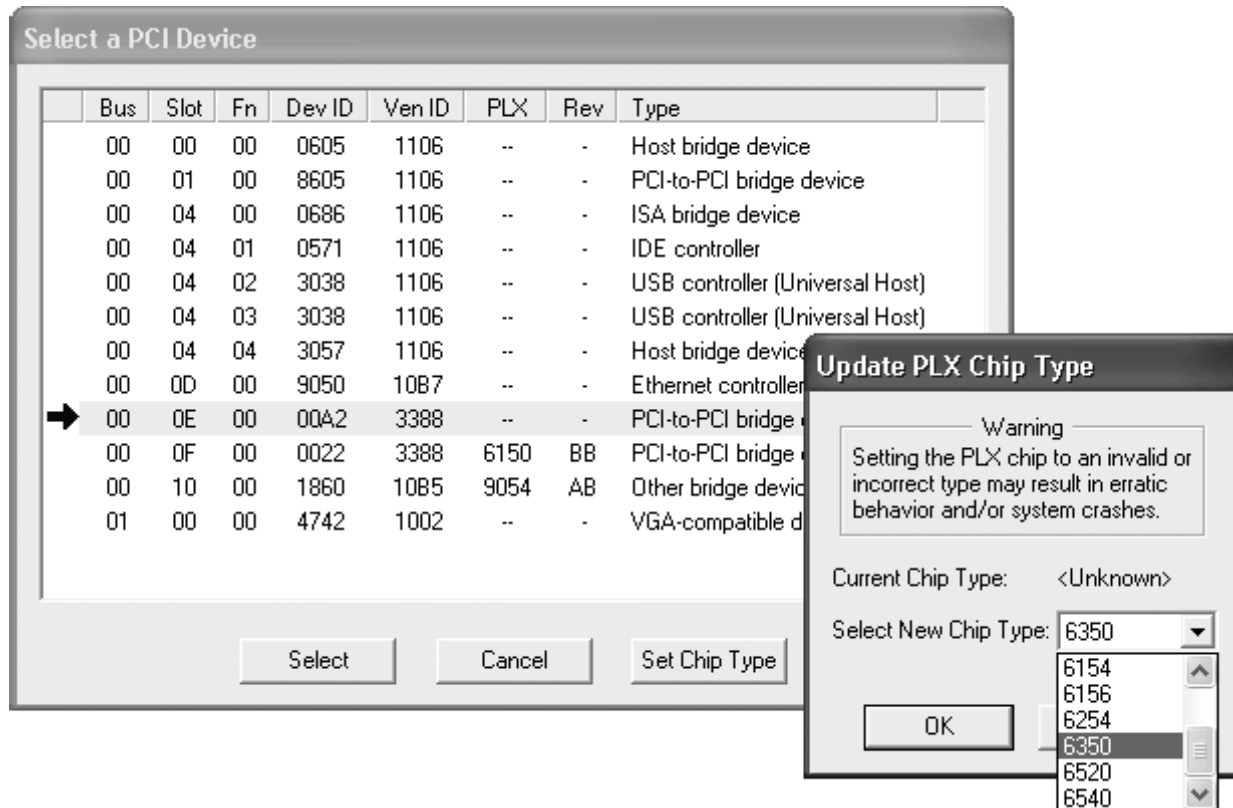 Select a PCI Device
Bus Slot Fn Dev ID Ven ID PLX Rev Type
00 00 00 0605 1106 -- - Host bridge device
00 01 00 8605 1106 -- - PCI-to-PCI bridge device
00 04 00 0686 1106 -- - ISA bridge device
00 04 01 0571 1106 -- - IDE controller
00 04 02 3038 1106 -- - USB controller (Universal Host)
00 04 03 3038 1106 -- - USB controller (Universal Host)
00 04 04 3057 1106 -- - Host bridge device
00 0D 00 9050 10B7 -- - Ethernet controller
00 0E 00 00A2 3388 -- - PCI-to-PCI bridge
00 0F 00 0022 3388 6150 BB PCI-to-PCI bridge
00 10 00 1860 10B5 9054 AB Other bridge devic
01 00 00 4742 1002 -- - VGA-compatible d
Select Cancel Set Chip Type
Update PLX Chip Type
Warning
Setting the PLX chip to an invalid or
incorrect type may result in erratic
behavior and/or system crashes.
Current Chip Type: <Unknown>
Select New Chip Type: 6350
6154
6156
6254
6350
6520
6540
OK